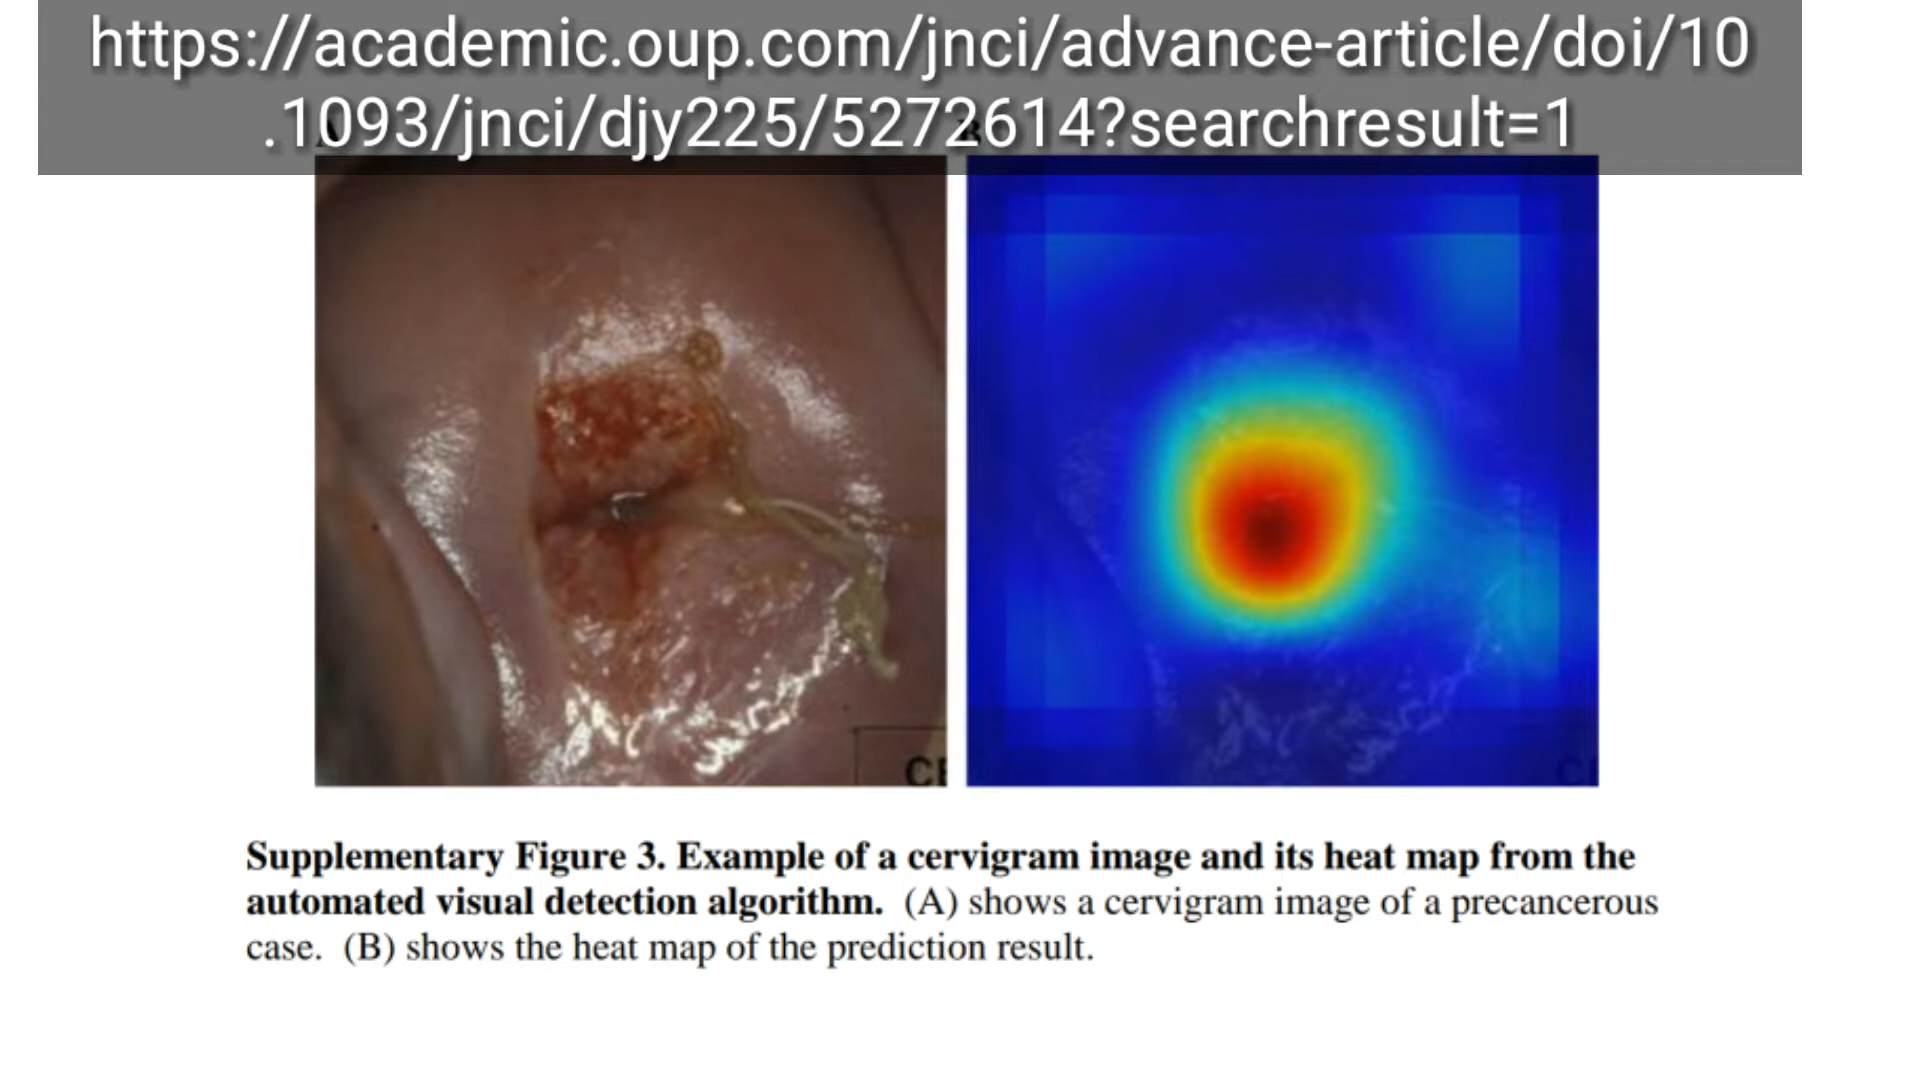 https://academic.oup.com/jnci/advance-article/doi/10
.1093/jnci/djy225/5272614?searchresult=1
A
B
Supplementary Figure 3. Example of a cervigram image and its heat map from the
automated visual detection algorithm. (A) shows a cervigram image of a precancerous
case. (B) shows the heat map of the prediction result.